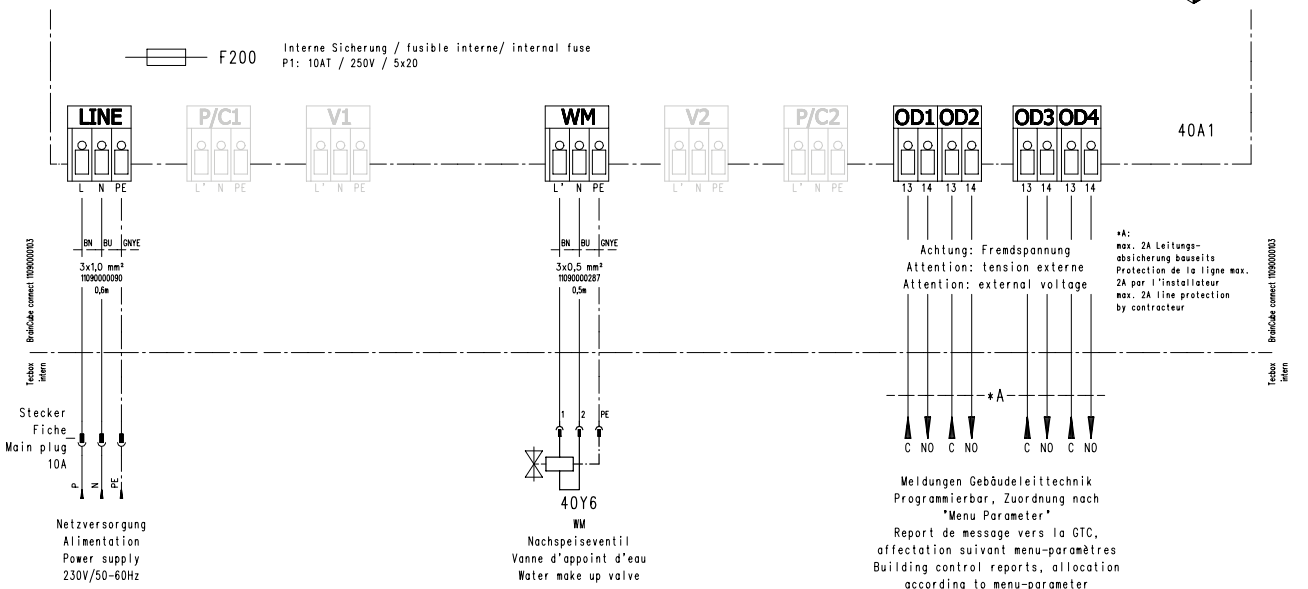 F200
Interne Sicherung / fusible interne/ internal fuse
P1: 10AT / 250V / 5x20
LINE
P/C1
V1
WM
V2
P/C2
OD1 OD2
OD3 OD4
40A1
L N PE
L' N PE
L' N PE
L' N PE
L' N PE
L' N PE
13 14 13 14
13 14 13 14
BN BU GNYE
3x1,0 mm²
11090000090
0,6m
BN BU GNYE
3x0,5 mm²
11090000287
0,5m
Achtung: Fremdspannung
Attention: tension externe
Attention: external voltage
*A:
max. 2A Leitungs-
absicherung bauseits
Protection de la ligne max.
2A par l'installateur
max. 2A line protection
by contracteur
BrainCube connect 11090000103
Tecbox
intern
BrainCube connect 11090000103
Tecbox
intern
Stecker
Fiche
Main plug
10A
P N PE
Netzversorgung
Alimentation
Power supply
230V/50-60Hz
1 2 PE
40Y6
WM
Nachspeiseventil
Vanne d'appoint d'eau
Water make up valve
*A
C NO C NO
C NO C NO
Meldungen Gebäudeleittechnik
Programmierbar, Zuordnung nach
"Menu Parameter"
Report de message vers la GTC,
affectation suivant menu-paramètres
Building control reports, allocation
according to menu-parameter